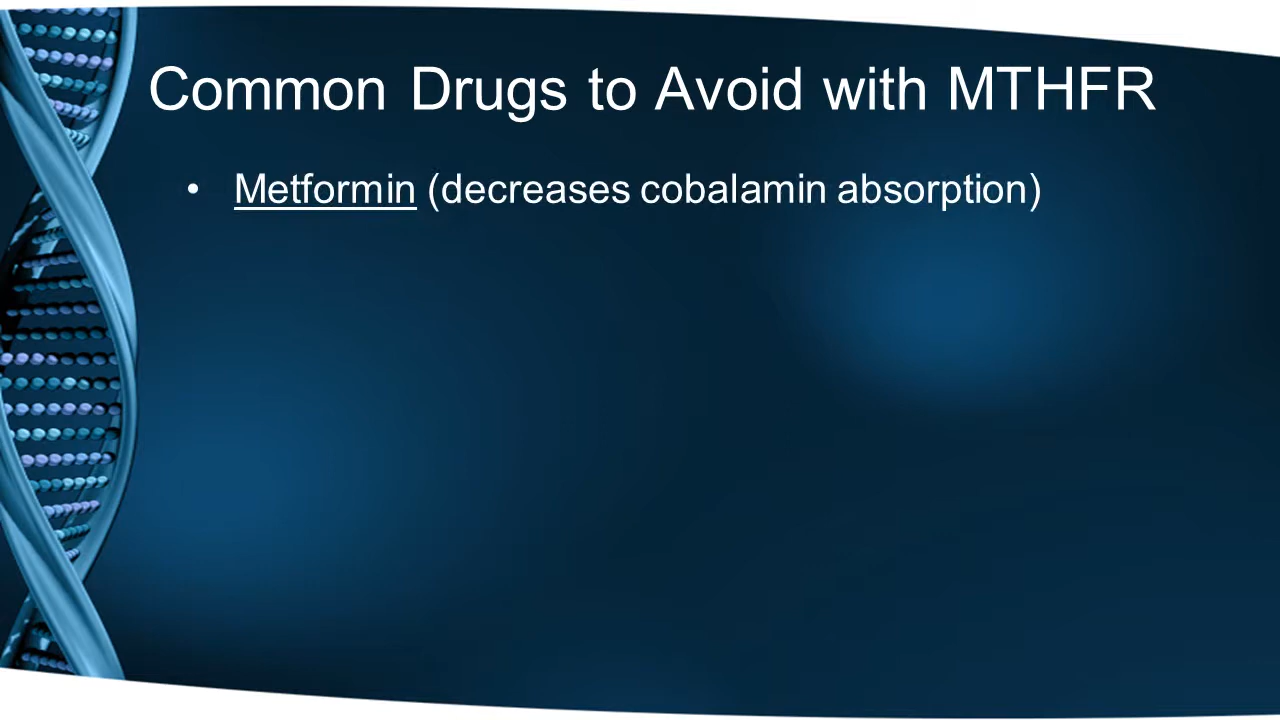 Common Drugs to Avoid with MTHFR
• Metformin (decreases cobalamin absorption)